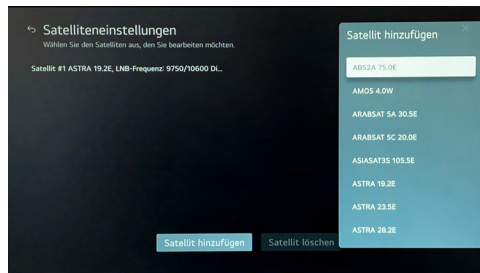 Satelliteneinstellungen
Wählen Sie den Satelliten aus, den Sie bearbeiten möchten.
Satellit #1 ASTRA 19.2E, LNB-Frequenz: 9750/10600 Di...
Satellit hinzufügen
Satellit löschen
Satellit hinzufügen
ABS2A 75.0E
AMOS 4.0W
ARABSAT 5A 30.5E
ARABSAT 5C 20.0E
ASIASAT3S 105.5E
ASTRA 19.2E
ASTRA 23.5E
ASTRA 28.2E